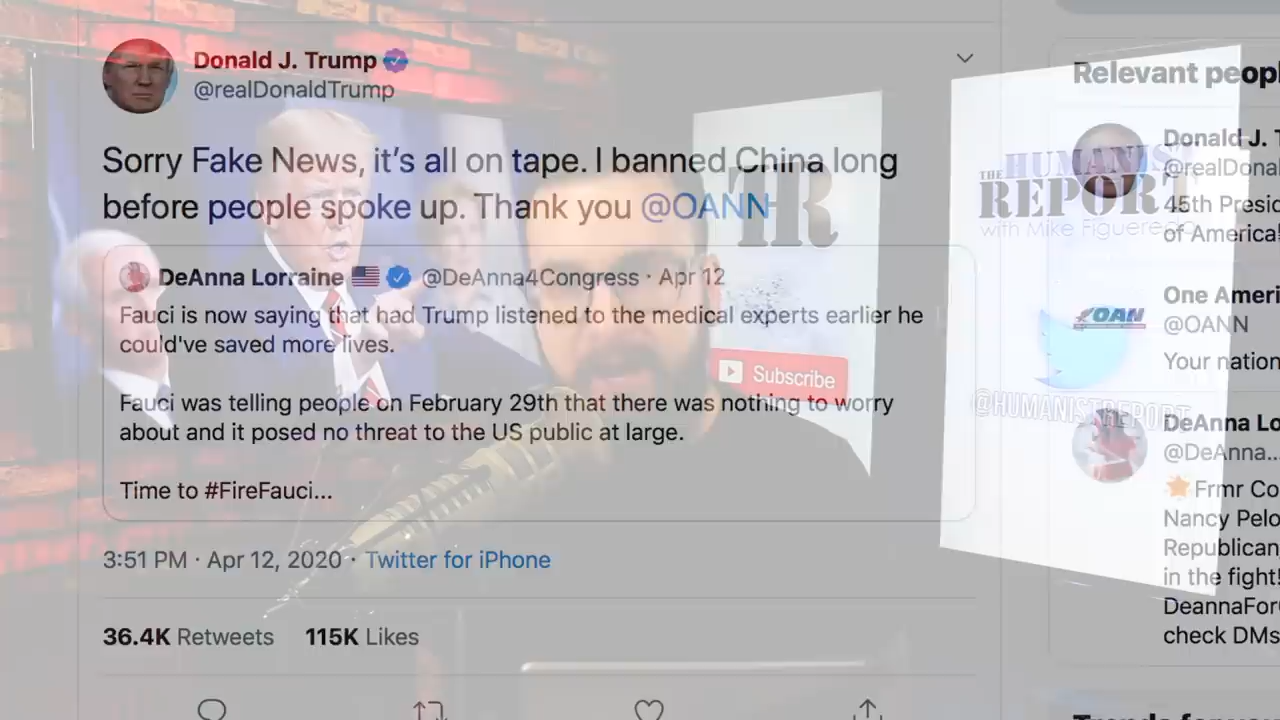 Donald J. Trump
@realDonaldTrump
Sorry Fake News, it's all on tape. I banned China long
before people spoke up. Thank you @OANN
DeAnna Lorraine @DeAnna4Congress · Apr 12
Fauci is now saying that had Trump listened to the medical experts earlier he
could've saved more lives.
Fauci was telling people on February 29th that there was nothing to worry
about and it posed no threat to the US public at large.
Time to #FireFauci...
3:51 PM · Apr 12, 2020 · Twitter for iPhone
36.4K Retweets 115K Likes
HR
Subscribe
THE HUMANIST
REPORT
with Mike Figueredo
@HUMANISTREPORT
Relevant peop
Donald J. T
@realDona
45th Presid
of America
One Ameri
@OANN
OAN
Your nation
DeAnna Lo
@DeAnna...
Frmr Co
Nancy Pelo
Republican
in the fight!
DeannaFor
check DMs